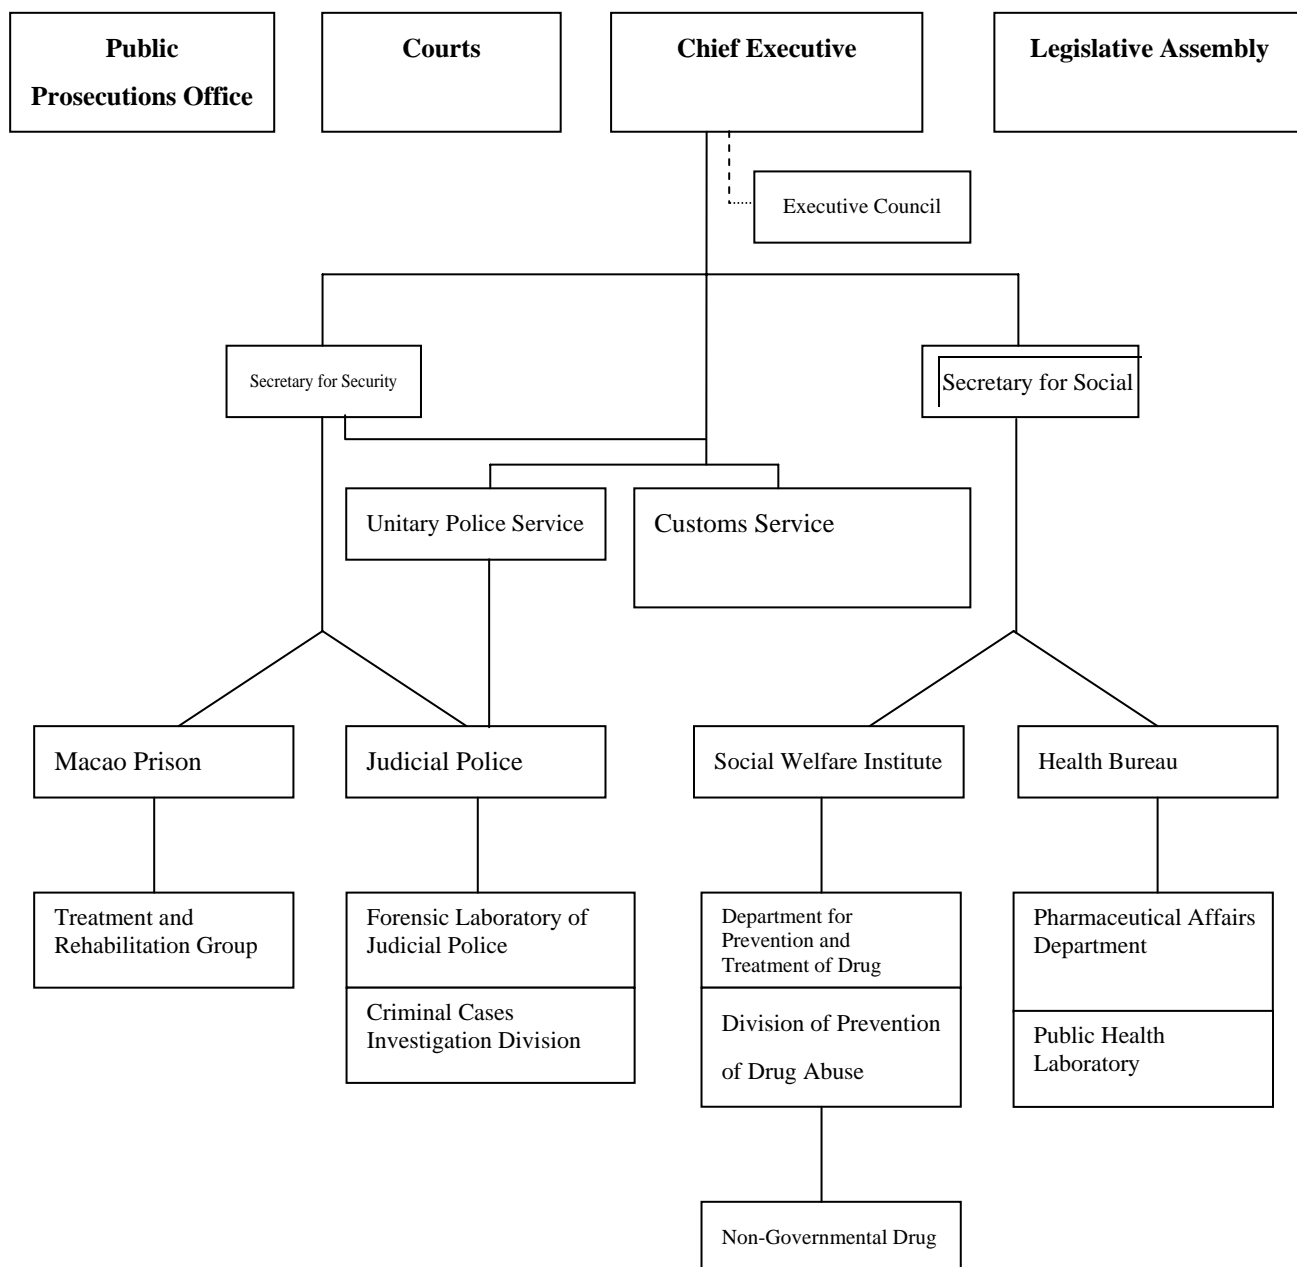 Public
Prosecutions Office
Courts
Chief Executive
Legislative Assembly
Executive Council
Secretary for Security
Secretary for Social
Unitary Police Service
Customs Service
Macao Prison
Judicial Police
Social Welfare Institute
Health Bureau
Treatment and
Rehabilitation Group
Forensic Laboratory of
Judicial Police
Criminal Cases
Investigation Division
Department for
Prevention and
Treatment of Drug
Division of Prevention
of Drug Abuse
Pharmaceutical Affairs
Department
Public Health
Laboratory
Non-Governmental Drug